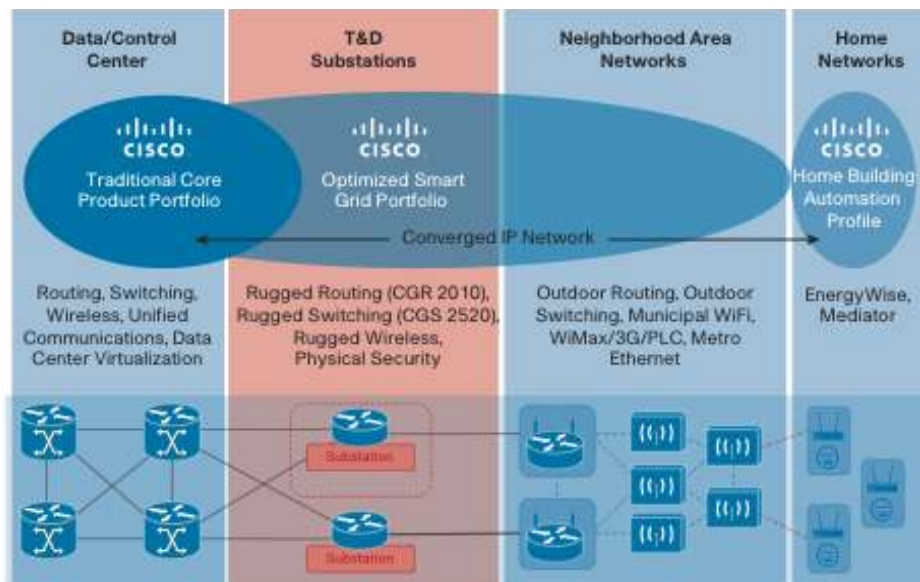 Data/Control
Center
T&D
Substations
Neighborhood Area
Networks
Home
Networks
CISCO
Traditional Core
Product Portfolio
CISCO
Optimized Smart
Grid Portfolio
CISCO
Home Building
Automation
Profile
Converged IP Network
Routing, Switching,
Wireless, Unified
Communications, Data
Center Virtualization
Rugged Routing (CGR 2010),
Rugged Switching (CGS 2520),
Rugged Wireless,
Physical Security
Outdoor Routing, Outdoor
Switching, Municipal WiFi,
WiMax/3G/PLC, Metro
Ethernet
EnergyWise,
Mediator
Substation
Substation